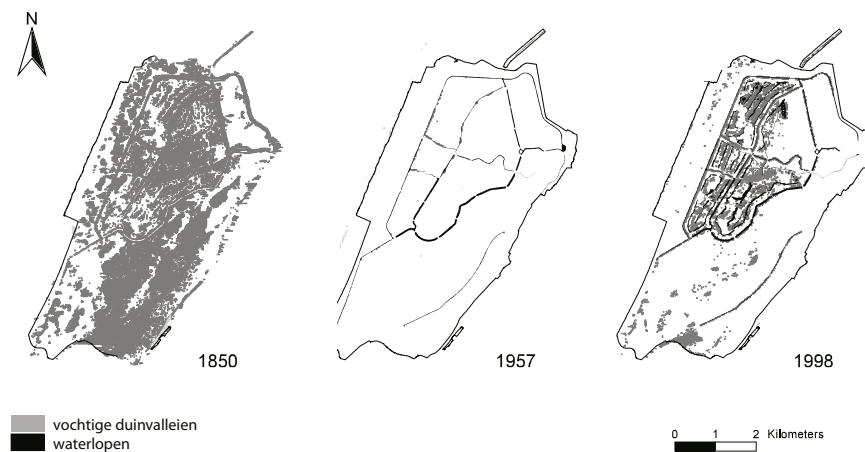 N
1850
1957
1998
vochtige duinvalleien
waterlopen
0 1 2 Kilometers